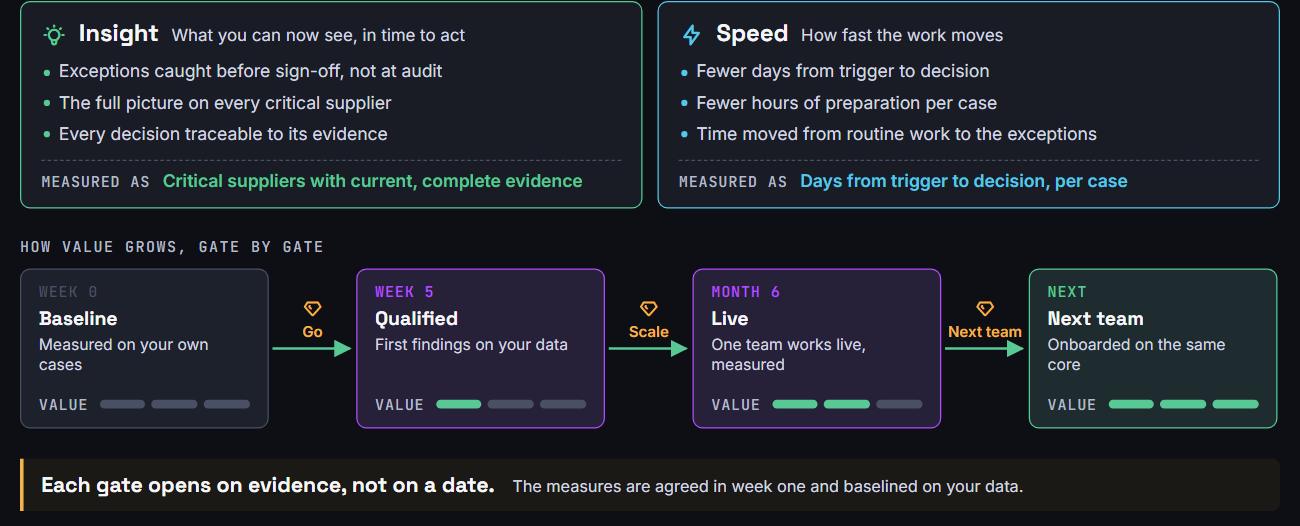 Insight What you can now see, in time to act
Exceptions caught before sign-off, not at audit
The full picture on every critical supplier
Every decision traceable to its evidence
MEASURED AS Critical suppliers with current, complete evidence
Speed How fast the work moves
Fewer days from trigger to decision
Fewer hours of preparation per case
Time moved from routine work to the exceptions
MEASURED AS Days from trigger to decision, per case
HOW VALUE GROWS, GATE BY GATE
WEEK 0
Baseline
Measured on your own
cases
VALUE
Go
WEEK 5
Qualified
First findings on your data
VALUE
Scale
MONTH 6
Live
One team works live,
measured
VALUE
Next team
NEXT
Next team
Onboarded on the same
core
VALUE
Each gate opens on evidence, not on a date. The measures are agreed in week one and baselined on your data.